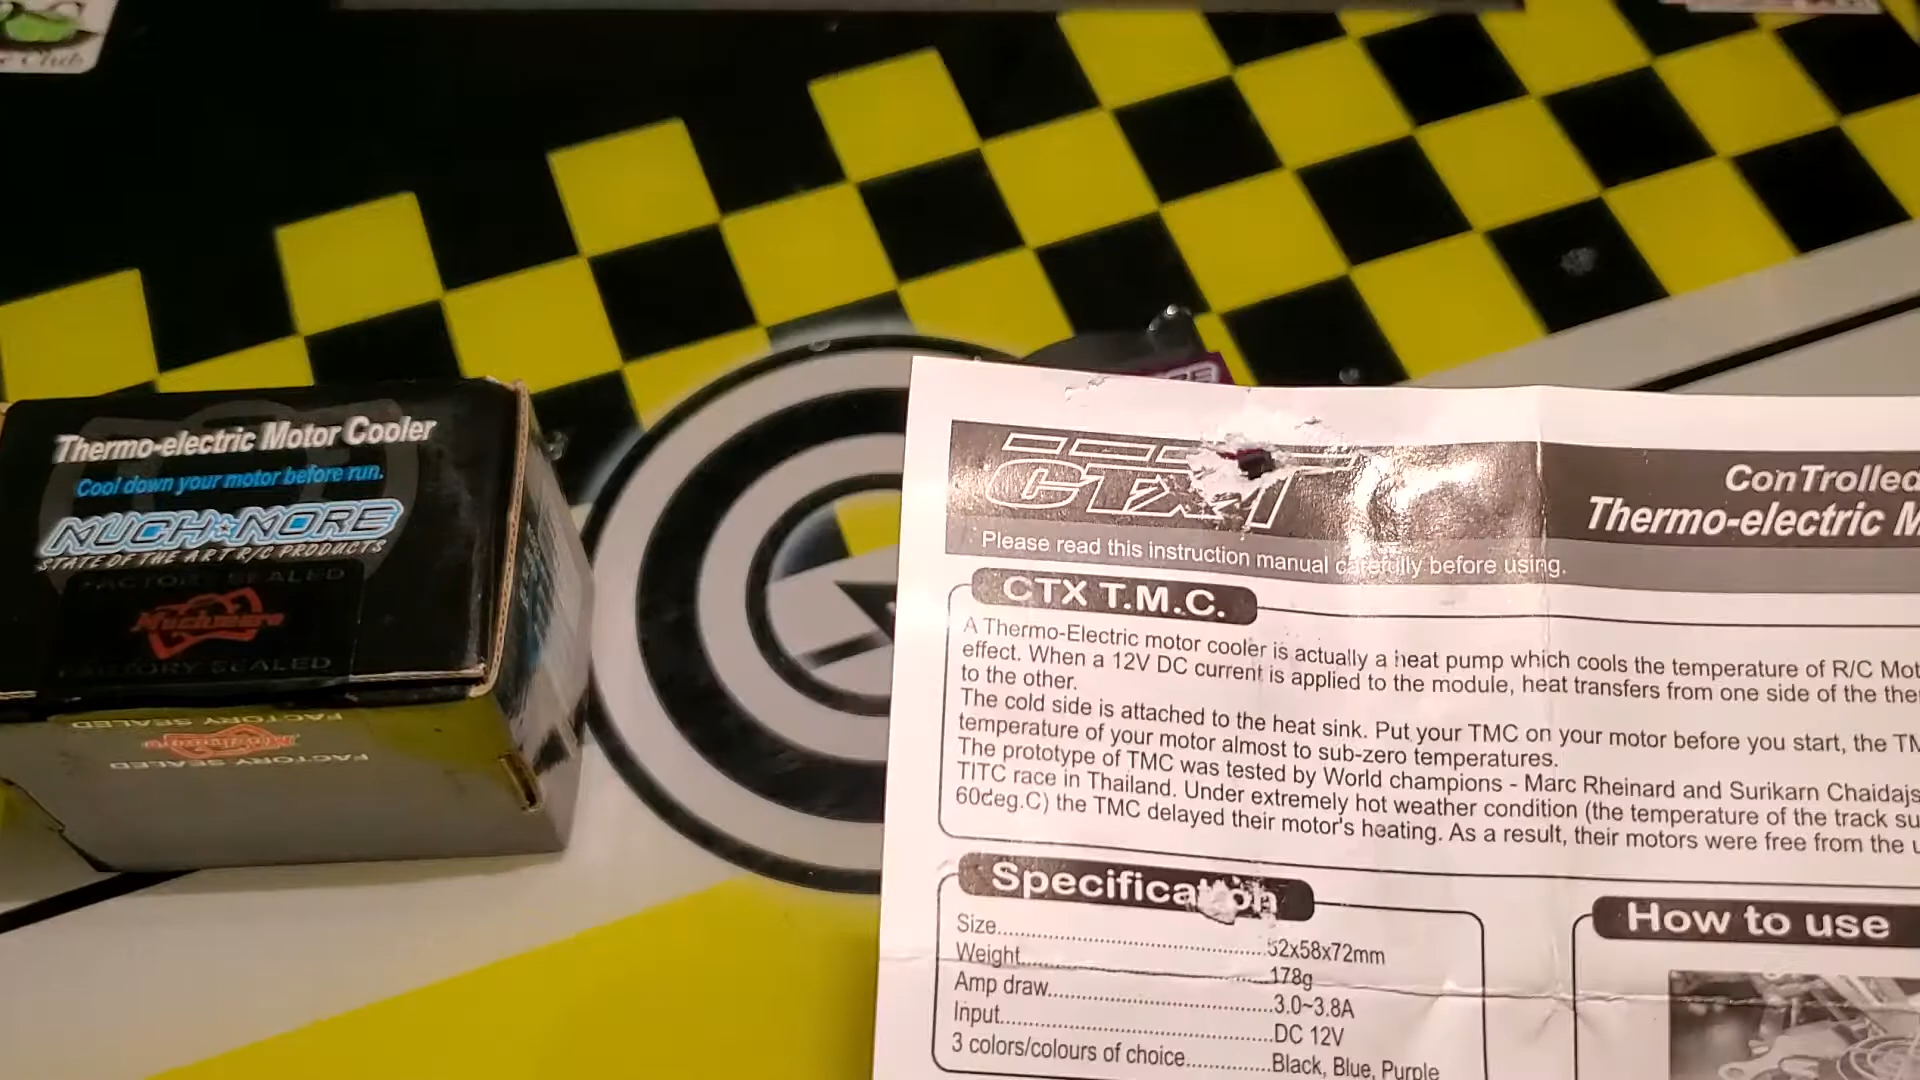 Club
Thermo-electric Motor Cooler
Cool down your motor before run.
MUCH MORE
STATE OF THE ART R/C PRODUCTS
FACTORY SEALED
Muchmore
FACTORY SEALED
FACTORY SEALED
Muchmore
FACTORY SEALED
ConTrolled
Thermo-electric M
Please read this instruction manual carefully before using.
CTX T.M.C.
A Thermo-Electric motor cooler is actually a heat pump which cools the temperature of R/C Mot
effect. When a 12V DC current is applied to the module, heat transfers from one side of the the
to the other.
The cold side is attached to the heat sink. Put your TMC on your motor before you start, the TM
temperature of your motor almost to sub-zero temperatures.
The prototype of TMC was tested by World champions - Marc Rheinard and Surikarn Chaidajs
TITC race in Thailand. Under extremely hot weather condition (the temperature of the track su
60deg.C) the TMC delayed their motor's heating. As a result, their motors were free from the u
Specification
Size..............................52x58x72mm
Weight..............................178g
Amp draw..............................3.0~3.8A
Input..............................DC 12V
3 colors/colours of choice..............Black, Blue, Purple
How to use